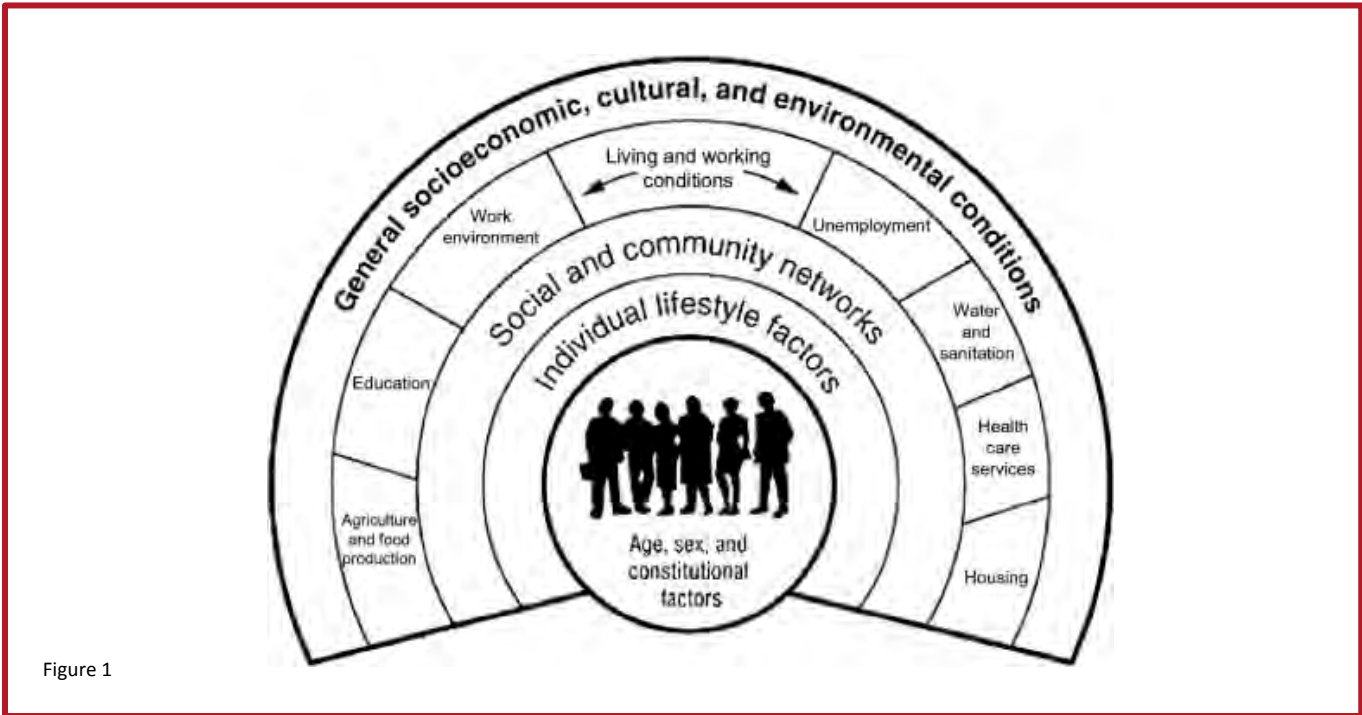 General socioeconomic, cultural, and environmental conditions
Living and working
conditions
Work
environment
Unemployment
Social and community networks
Individual lifestyle factors
Education
Water
and
sanitation
Health
care
services
Agriculture
and food
production
Housing
Age, sex, and
constitutional
factors
Figure 1